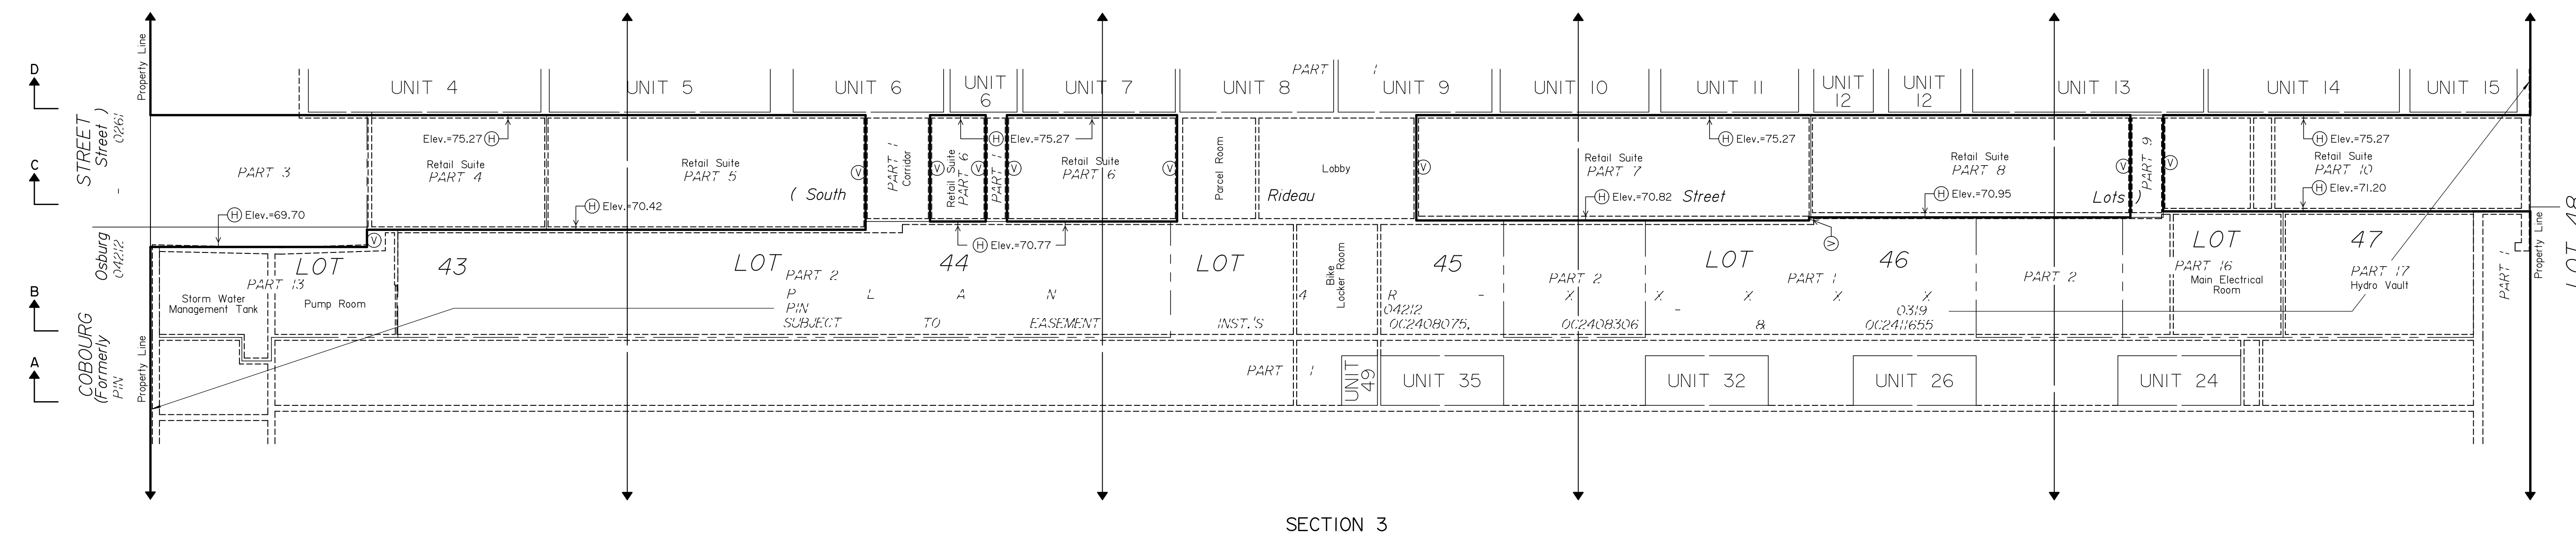 Property Line
D
UNIT 4
UNIT 5
UNIT 6
UNIT
6
UNIT 7
UNIT 8
PART 1
UNIT 9
UNIT 10
UNIT 11
UNIT
12
UNIT
12
UNIT 13
UNIT 14
UNIT 15
STREET
Street )
0261
-
C
PART 3
H Elev.=69.70
Elev.=75.27 H
Retail Suite
PART 4
Retail Suite
PART 5
H Elev.=70.42
( South
V
PART 1
Corridor
V
Retail Suite
PART 6
V
PART 1
V
H Elev.=75.27
Retail Suite
PART 6
V
Parcel Room
Rideau
Lobby
V
Retail Suite
PART 7
H Elev.=70.82
Street
H Elev.=75.27
Retail Suite
PART 8
H Elev.=70.95
Lots )
V
PART 9
V
H Elev.=75.27
Retail Suite
PART 10
H Elev.=71.20
LOT 48
Osburg
04212
V
H Elev.=70.77
V
Property Line
LOT 43
LOT 44
LOT 45
LOT 46
LOT 47
B
PART 13
Storm Water
Management Tank
Pump Room
PART 2
Bike
Locker Room
PART 2
PART 1
PART 2
PART 16
Main Electrical
Room
PART 17
Hydro Vault
PART 1
P L A N 4 R - X X X X X
PIN 04212 - 0319
SUBJECT TO EASEMENT INST.'S OC2408075, OC2408306 & OC2411655
A
COBOURG
(Formerly
PIN
Property Line
PART 1
UNIT
49
UNIT 35
UNIT 32
UNIT 26
UNIT 24
SECTION 3